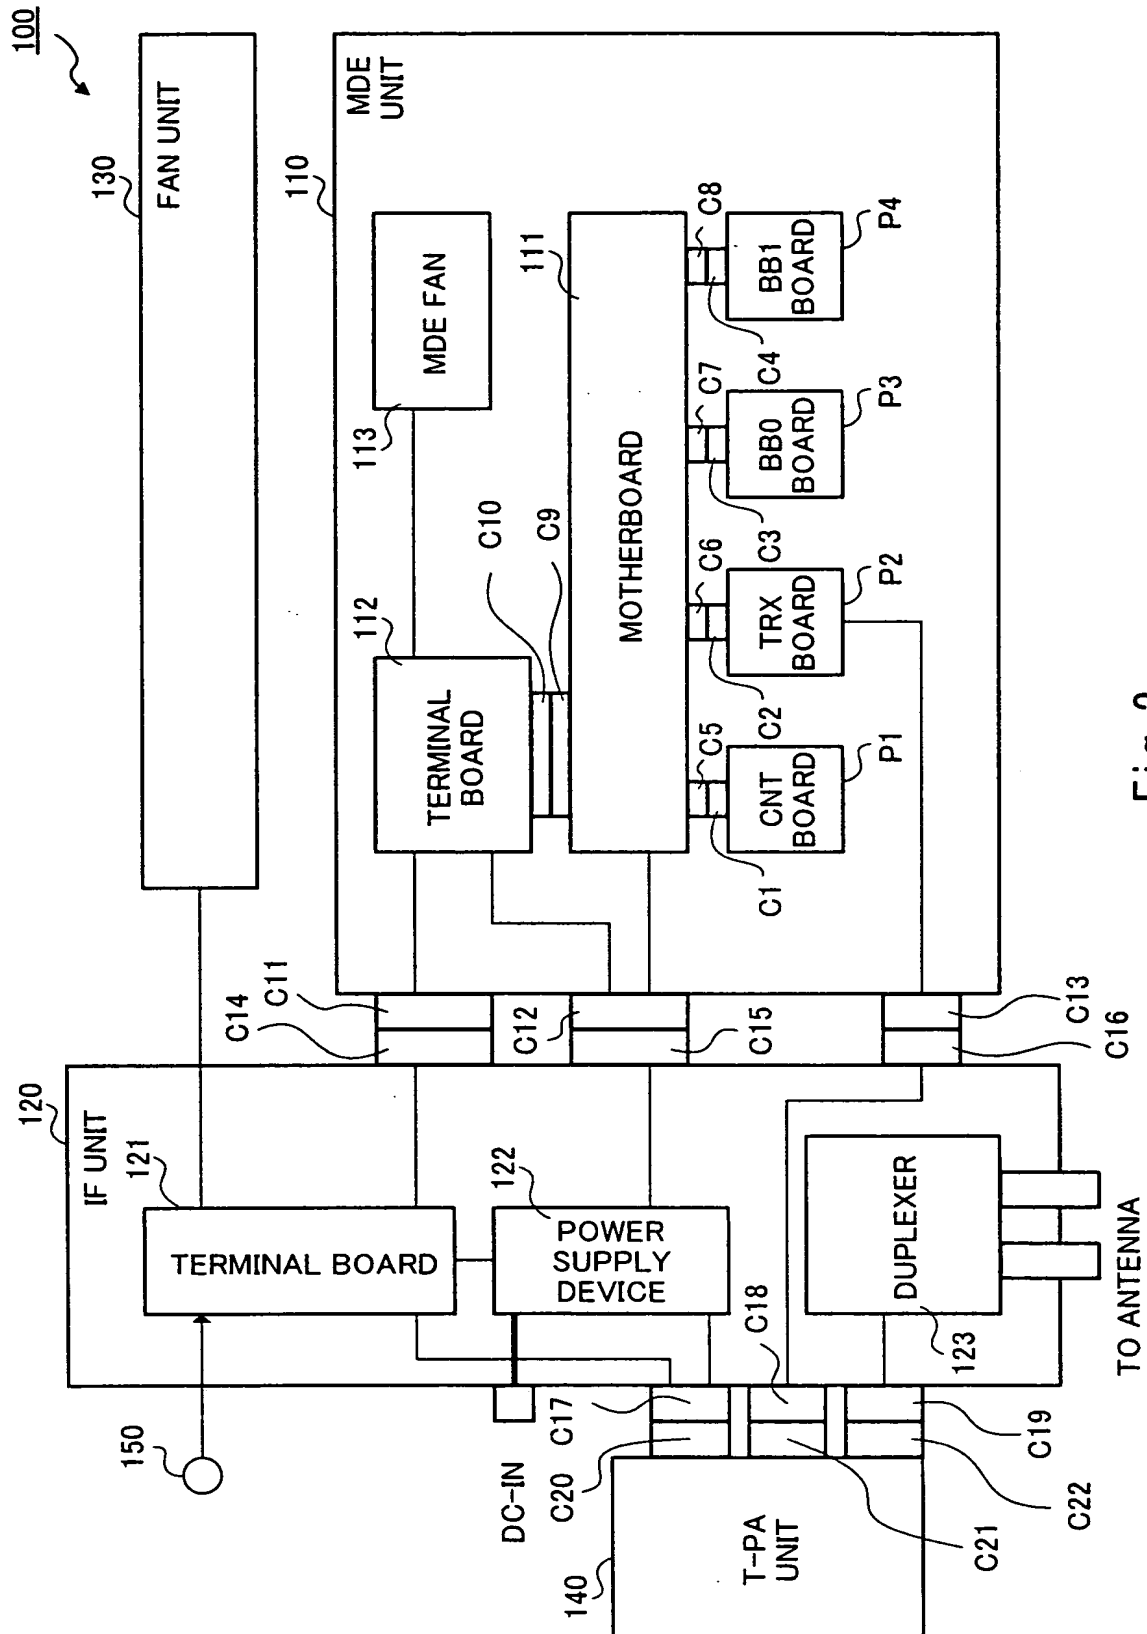 100
130
FAN UNIT
110
MDE
UNIT
113
MDE FAN
112
TERMINAL
BOARD
C10
C9
111
MOTHERBOARD
C5
C6
C7
C8
C1
C2
C3
C4
CNT
BOARD
TRX
BOARD
BB0
BOARD
BB1
BOARD
P1
P2
P3
P4
C14
C11
C12
C15
C13
C16
120
IF UNIT
121
TERMINAL BOARD
122
POWER
SUPPLY
DEVICE
DUPLEXER
123
TO ANTENNA
150
DC-IN
C17
C20
C18
C21
C19
C22
140
T-PA
UNIT